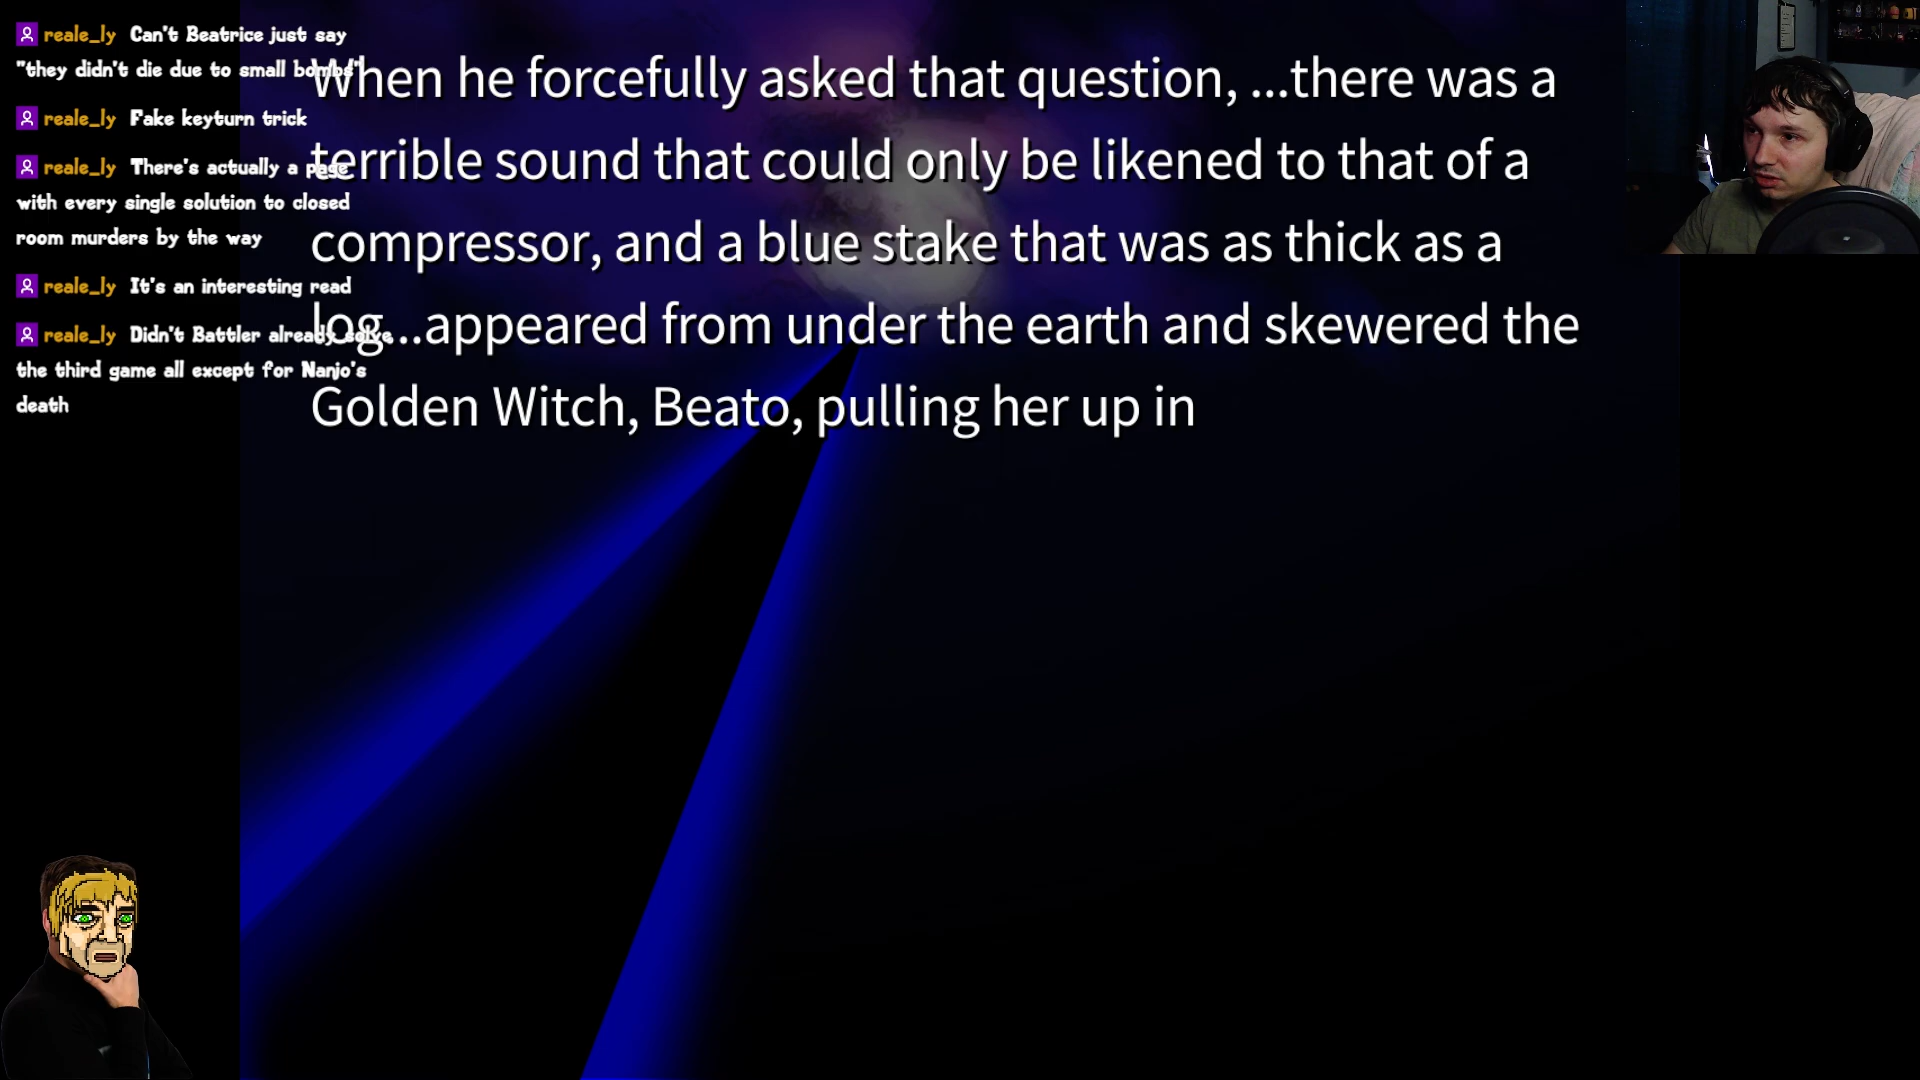 reale_ly Can't Beatrice just say
"they didn't die due to small bombs"
reale_ly Fake keyturn trick
reale_ly There's actually a page
with every single solution to closed
room murders by the way
reale_ly It's an interesting read
reale_ly Didn't Battler already solve
the third game all except for Nanjo's
death
When he forcefully asked that question, ...there was a
terrible sound that could only be likened to that of a
compressor, and a blue stake that was as thick as a
log...appeared from under the earth and skewered the
Golden Witch, Beato, pulling her up in